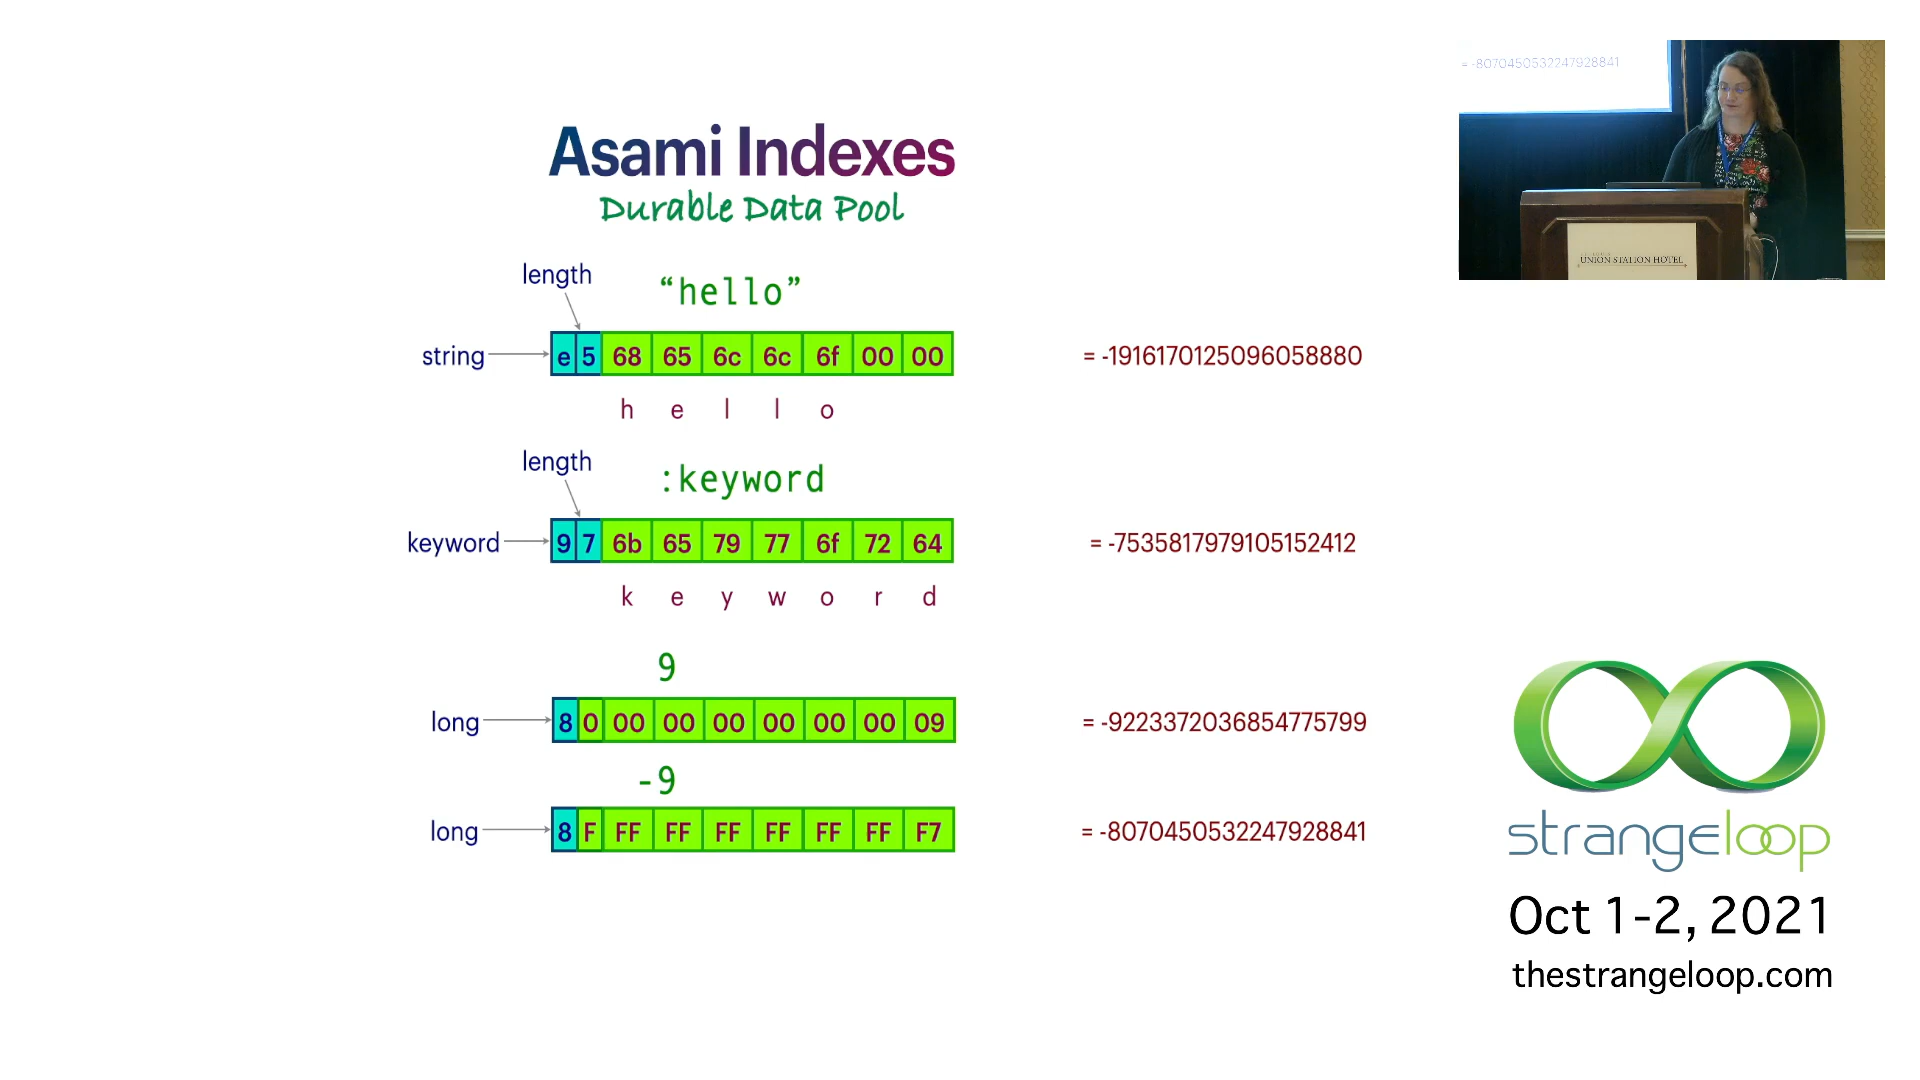 = -8070450532247928841
UNION STATION HOTEL
Asami Indexes
Durable Data Pool
length
“hello”
string
e 5 68 65 6c 6c 6f 00 00
= -1916170125096058880
h e l l o
length
:keyword
keyword
9 7 6b 65 79 77 6f 72 64
= -7535817979105152412
k e y w o r d
9
long
8 0 00 00 00 00 00 00 09
= -9223372036854775799
-9
long
8 F FF FF FF FF FF FF F7
= -8070450532247928841
strangeloop
Oct 1-2, 2021
thestrangeloop.com